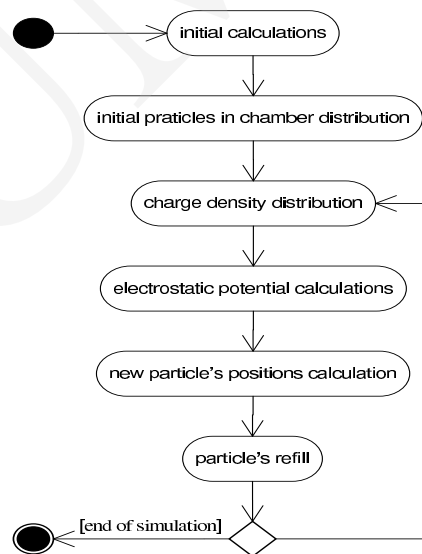 initial calculations
initial praticles in chamber distribution
charge density distribution
electrostatic potential calculations
new particle's positions calculation
particle's refill
[end of simulation]